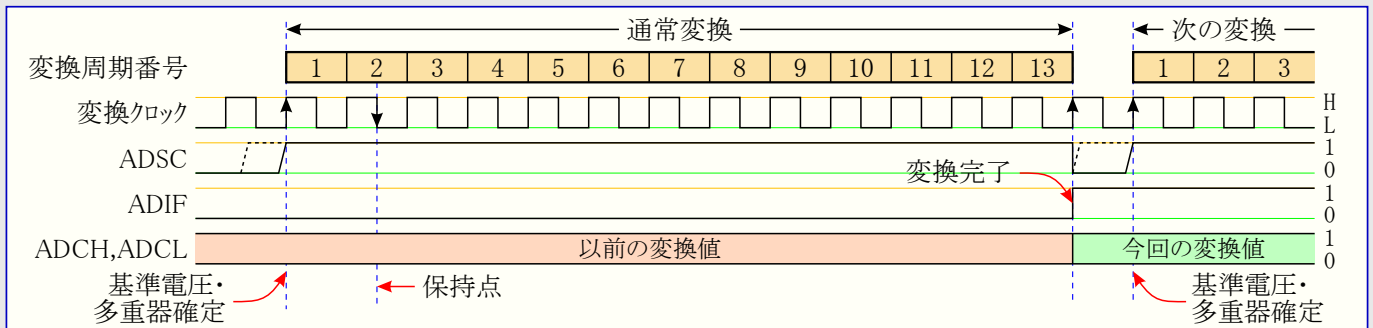 通常変換
次の変換
変換周期番号 1 2 3 4 5 6 7 8 9 10 11 12 13 1 2 3
変換クロック H L
ADSC 1 0
変換完了
ADIF 1 0
ADCH,ADCL 以前の変換値 今回の変換値 1 0
基準電圧・
多重器確定
保持点
基準電圧・
多重器確定